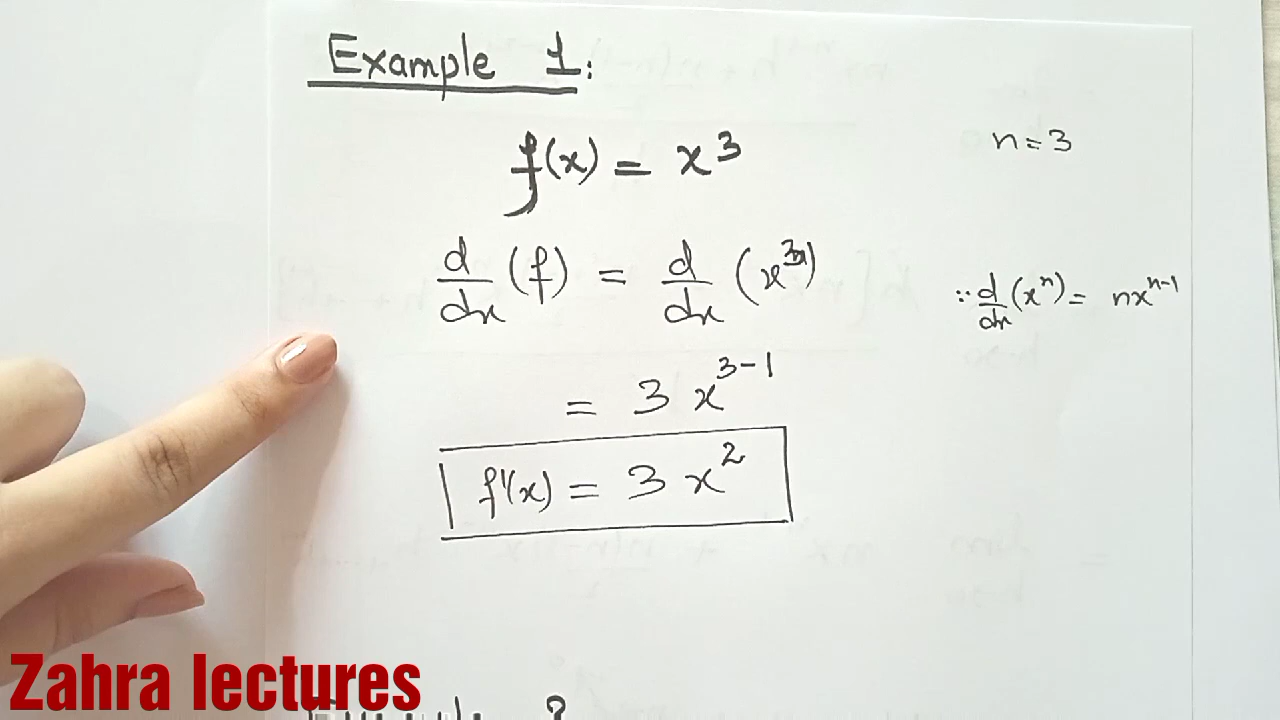 Example 1:
f(x) = x³ n=3
d/dx (f) = d/dx (x³) ∵ d/dx (xⁿ) = nxⁿ⁻¹
= 3 x³⁻¹
f'(x) = 3 x²
Zahra lectures